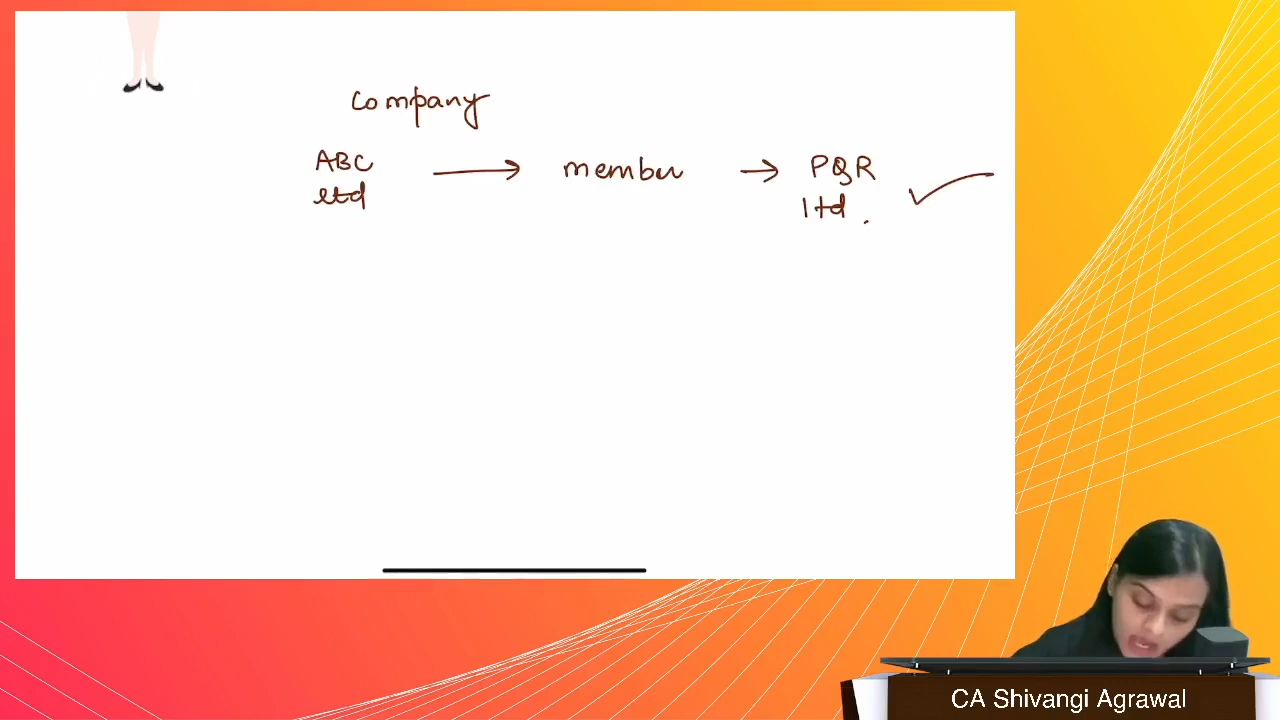 company
ABC → member → PQR
ltd ltd.
CA Shivangi Agrawal